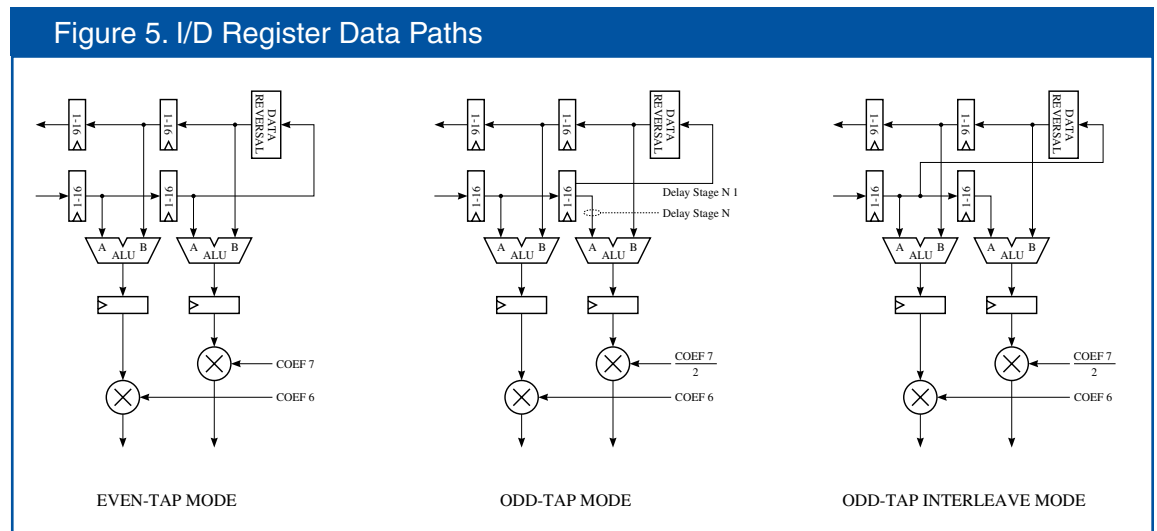 Figure 5. I/D Register Data Paths
1-16
1-16
DATA
REVERSAL
1-16
1-16
A
B
ALU
A
B
ALU
COEF 7
COEF 6
EVEN-TAP MODE
1-16
1-16
DATA
REVERSAL
1-16
1-16
Delay Stage N 1
Delay Stage N
A
B
ALU
A
B
ALU
COEF 7
2
COEF 6
ODD-TAP MODE
1-16
1-16
DATA
REVERSAL
1-16
1-16
A
B
ALU
A
B
ALU
COEF 7
2
COEF 6
ODD-TAP INTERLEAVE MODE